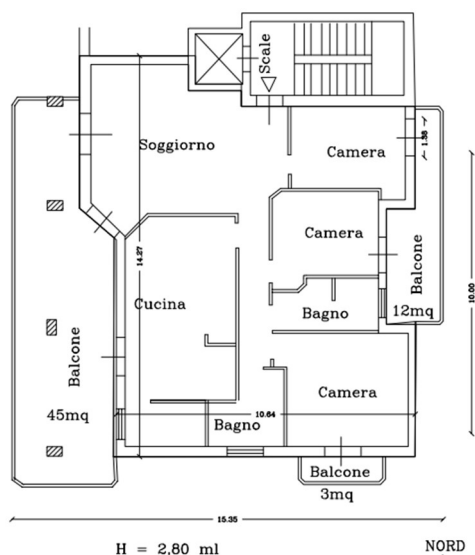 Scale
Soggiorno
Camera
1.38
Camera
14.27
Balcone
10.00
Cucina
Bagno
12mq
Balcone
Camera
45mq
10.64
Bagno
Balcone
3mq
15.35
H = 2,80 ml
NORD